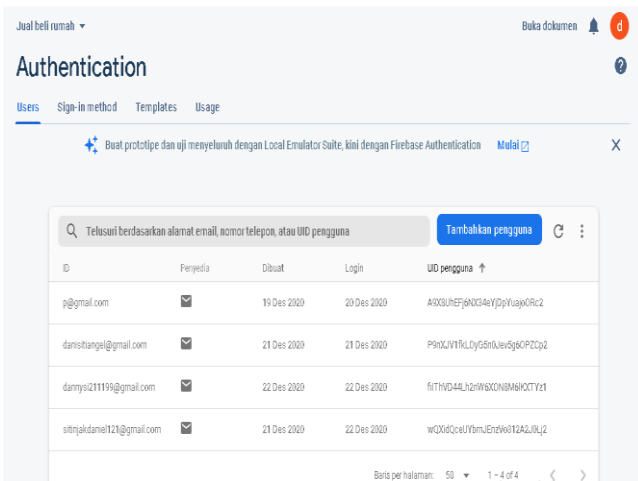 Jual beli rumah
Buka dokumen
d
Authentication
Users Sign-in method Templates Usage
Buat prototipe dan uji menyeluruh dengan Local Emulator Suite, kini dengan Firebase Authentication Mulai
Telusuri berdasarkan alamat email, nomor telepon, atau UID pengguna
Tambahkan pengguna
ID Penyedia Dibuat Login UID pengguna
p@gmail.com 19 Des 2020 20 Des 2020
danisitiangel@gmail.com 21 Des 2020 21 Des 2020
dannysi211199@gmail.com 22 Des 2020 22 Des 2020
sitinjakdaniel121@gmail.com 21 Des 2020 22 Des 2020
Baris per halaman: 50 1 – 4 of 4